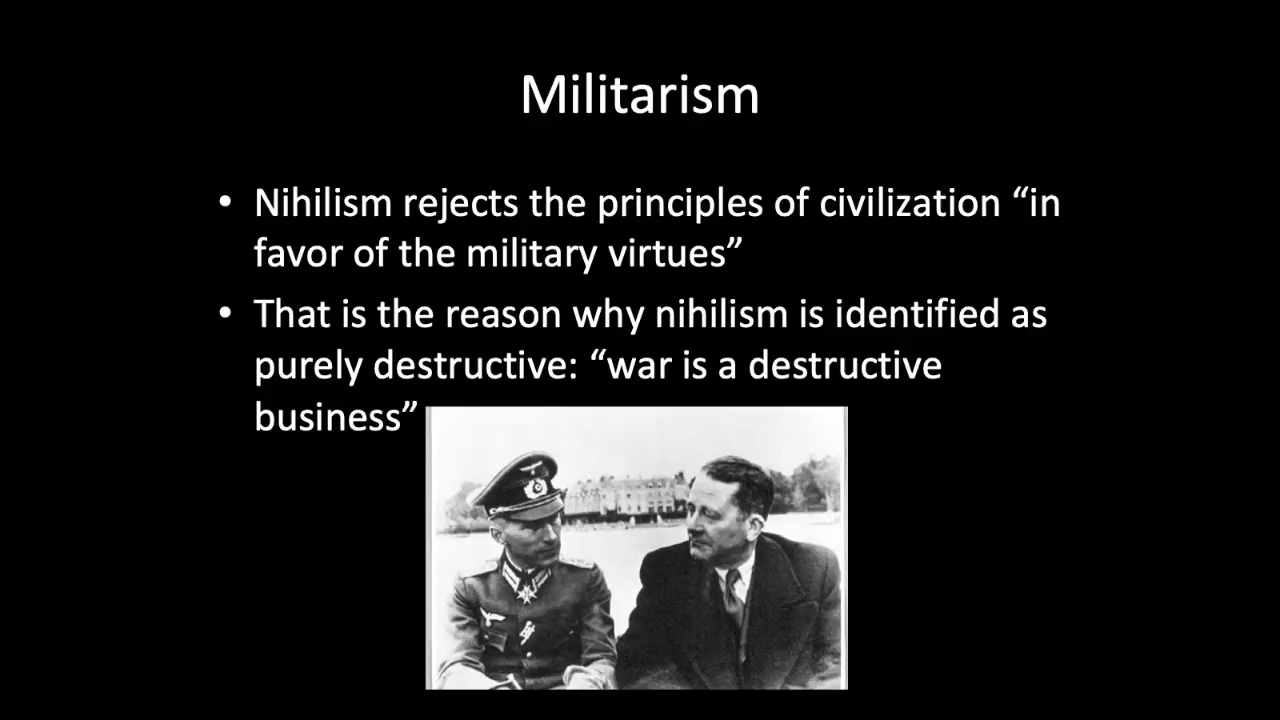 Militarism
• Nihilism rejects the principles of civilization “in
favor of the military virtues”
• That is the reason why nihilism is identified as
purely destructive: “war is a destructive
business”